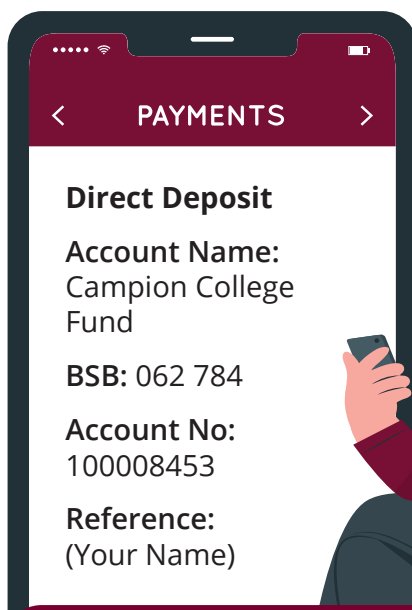 PAYMENTS
Direct Deposit
Account Name:
Campion College
Fund
BSB: 062 784
Account No:
100008453
Reference:
(Your Name)